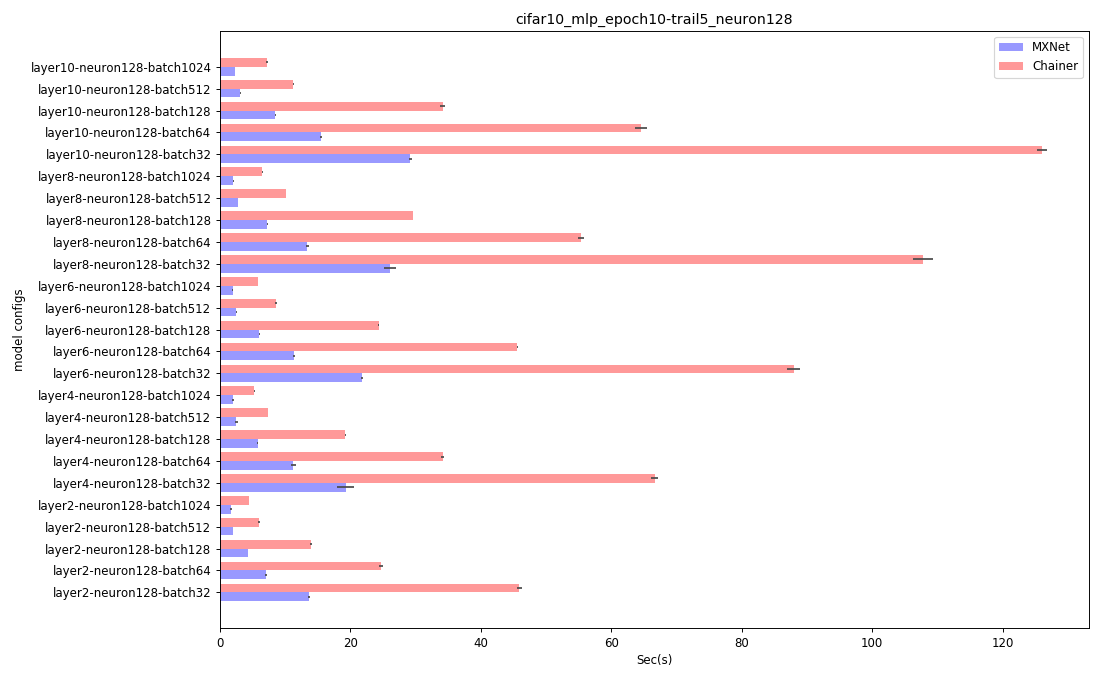 cifar10_mlp_epoch10-trail5_neuron128
MXNet
Chainer
layer10-neuron128-batch1024
layer10-neuron128-batch512
layer10-neuron128-batch128
layer10-neuron128-batch64
layer10-neuron128-batch32
layer8-neuron128-batch1024
layer8-neuron128-batch512
layer8-neuron128-batch128
layer8-neuron128-batch64
layer8-neuron128-batch32
layer6-neuron128-batch1024
layer6-neuron128-batch512
layer6-neuron128-batch128
layer6-neuron128-batch64
layer6-neuron128-batch32
layer4-neuron128-batch1024
layer4-neuron128-batch512
layer4-neuron128-batch128
layer4-neuron128-batch64
layer4-neuron128-batch32
layer2-neuron128-batch1024
layer2-neuron128-batch512
layer2-neuron128-batch128
layer2-neuron128-batch64
layer2-neuron128-batch32
model configs
0 20 40 60 80 100 120
Sec(s)